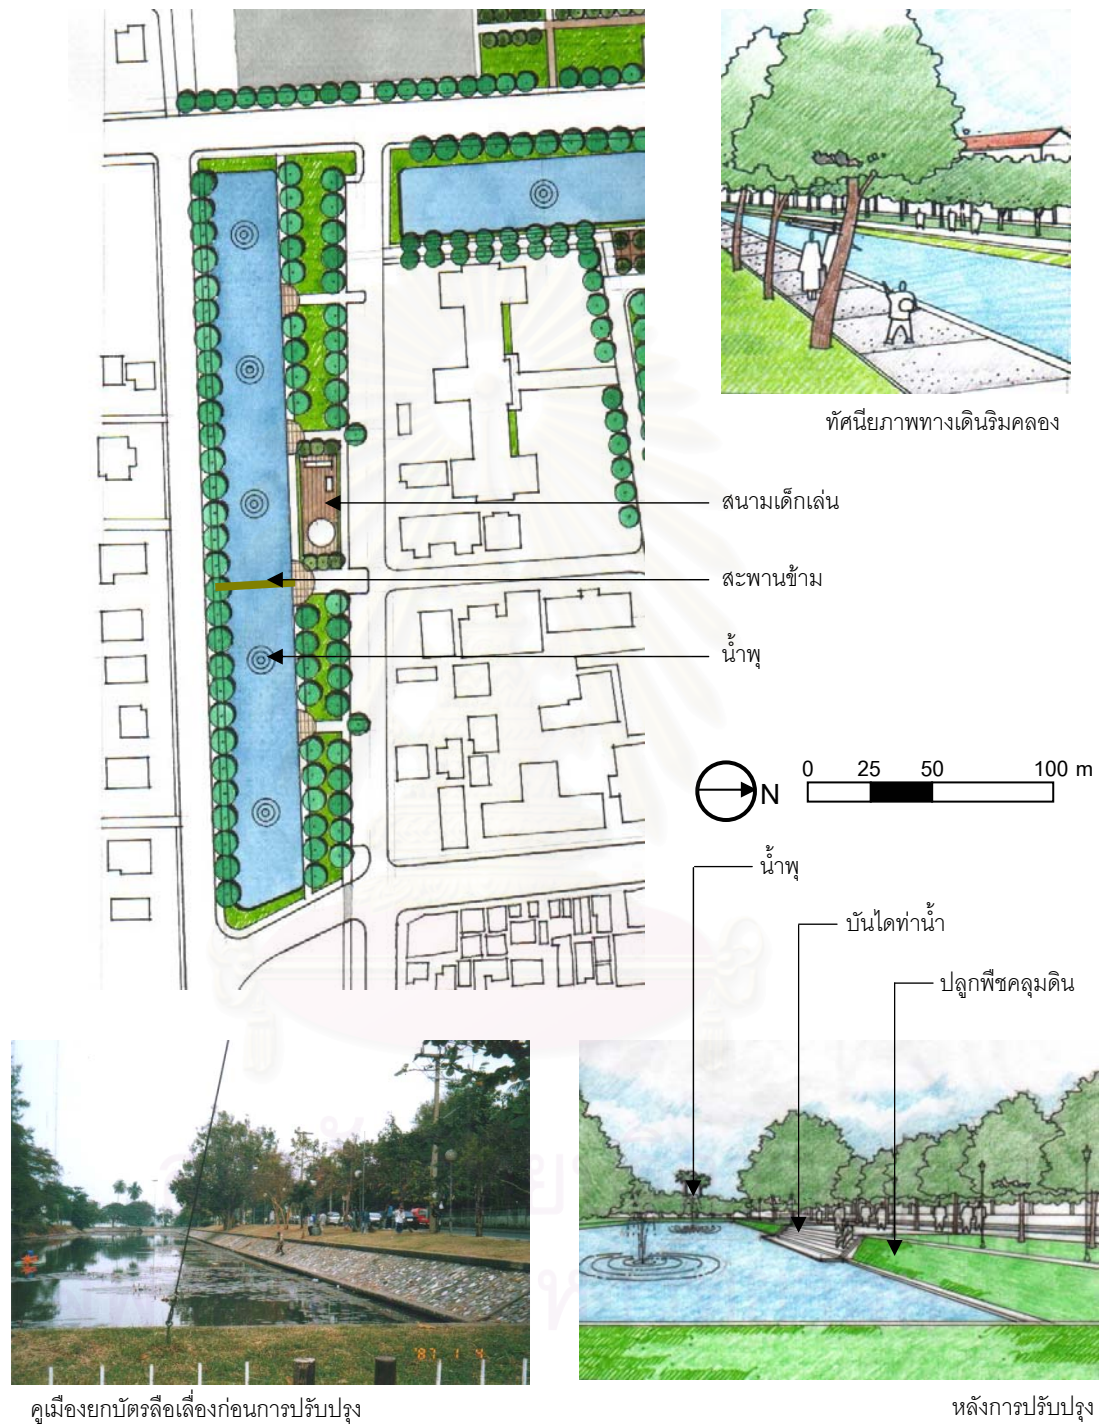 ทัศนียภาพทางเดินริมคลอง
สนามเด็กเล่น
สะพานข้าม
น้ำพุ
N
0 25 50 100 m
น้ำพุ
บันไดท่าน้ำ
ปลูกพืชคลุมดิน
'87 1 4
คูเมืองยกบัตรลือเลื่องก่อนการปรับปรุง
หลังการปรับปรุง